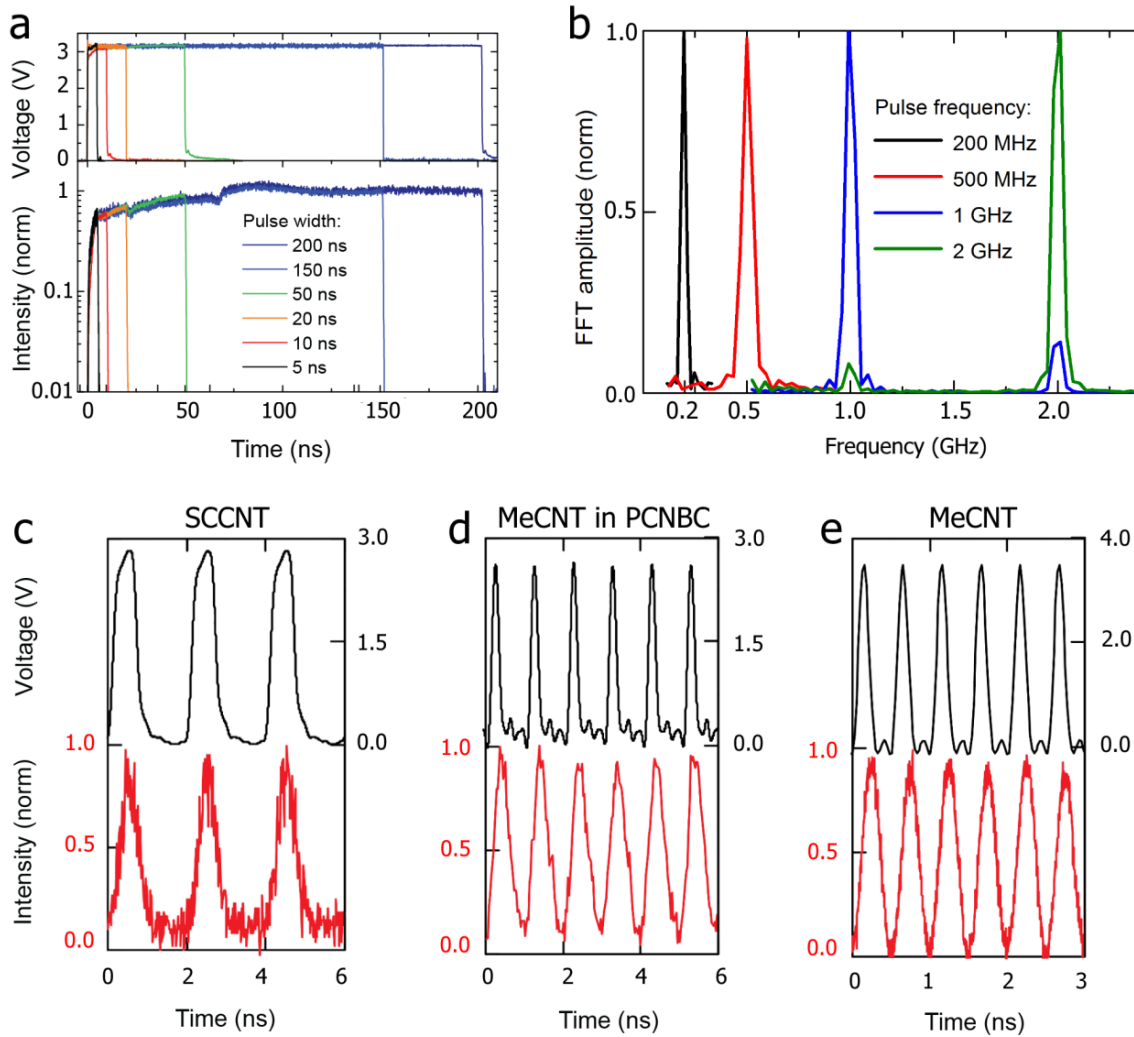 a
Voltage (V)
3
2
1
0
Intensity (norm)
1
0.1
0.01
Pulse width:
200 ns
150 ns
50 ns
20 ns
10 ns
5 ns
0
50
100
150
200
Time (ns)
b
FFT amplitude (norm)
1.0
0.5
0.0
Pulse frequency:
200 MHz
500 MHz
1 GHz
2 GHz
0.2
0.5
1.0
1.5
2.0
Frequency (GHz)
c
SCCNT
Voltage (V)
3.0
1.5
0.0
Intensity (norm)
1.0
0.5
0.0
0
2
4
6
Time (ns)
d
MeCNT in PCNBC
3.0
1.5
0.0
1.0
0.5
0.0
0
2
4
6
Time (ns)
e
MeCNT
4.0
2.0
0.0
1.0
0.5
0.0
0
1
2
3
Time (ns)